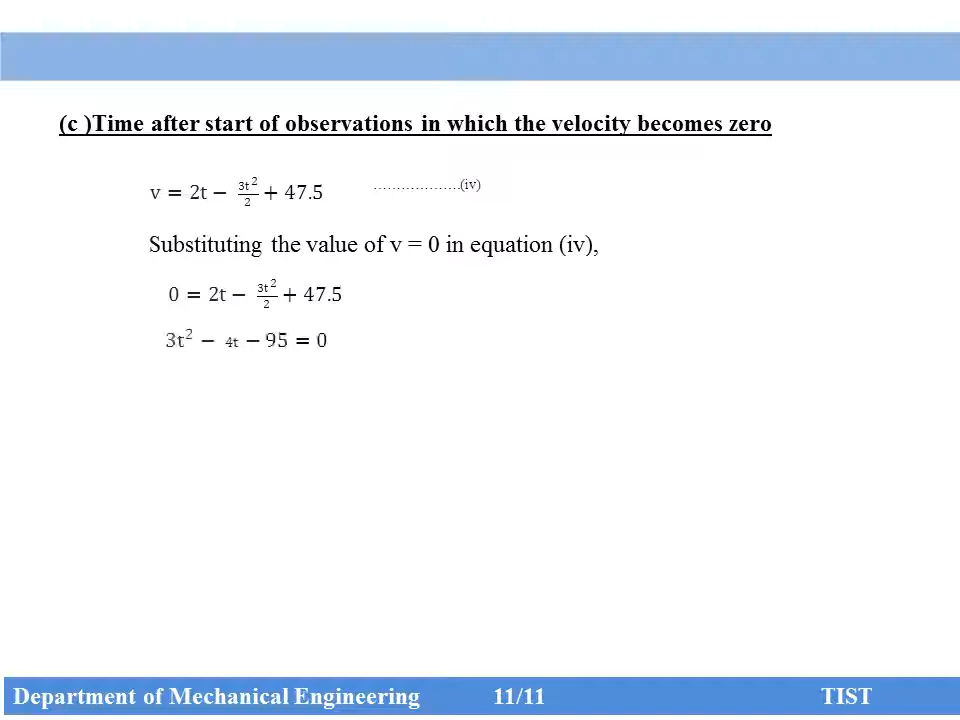 (c )Time after start of observations in which the velocity becomes zero
v = 2t − 3t²/2 + 47.5 ...................(iv)
Substituting the value of v = 0 in equation (iv),
0 = 2t − 3t²/2 + 47.5
3t² − 4t − 95 = 0
Department of Mechanical Engineering 11/11 TIST